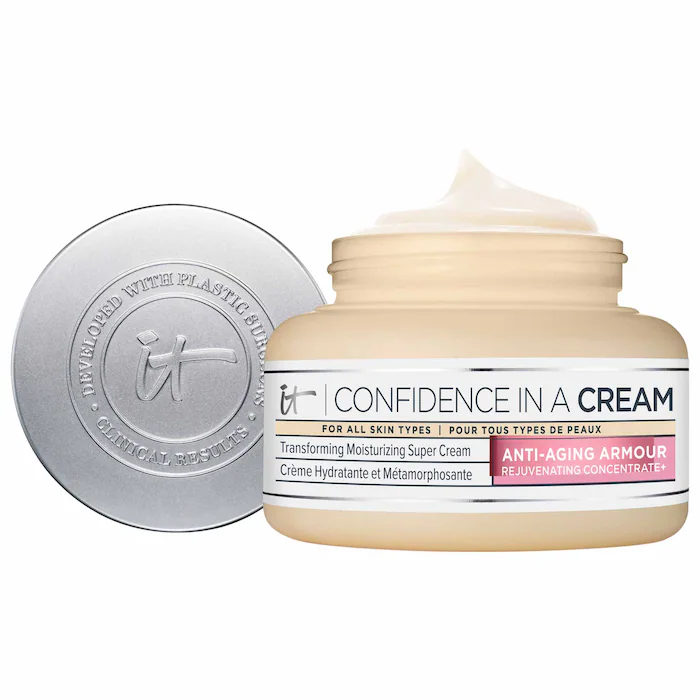 DEVELOPED WITH PLASTIC SURGEONS
· CLINICAL RESULTS ·
it
it | CONFIDENCE IN A CREAM
FOR ALL SKIN TYPES | POUR TOUS TYPES DE PEAUX
Transforming Moisturizing Super Cream
Crème Hydratante et Métamorphosante
ANTI-AGING ARMOUR
REJUVENATING CONCENTRATE+